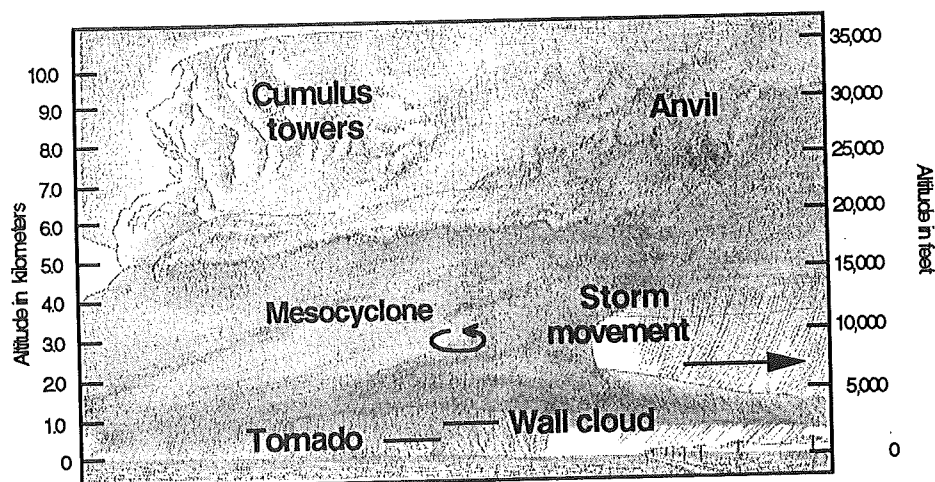 10.0
9.0
8.0
7.0
6.0
5.0
4.0
3.0
2.0
1.0
0
Altitude in kilometers
Cumulus
towers
Anvil
Mesocyclone
Storm
movement
Wall cloud
Tornado
35,000
30,000
25,000
20,000
15,000
10,000
5,000
0
Altitude in feet